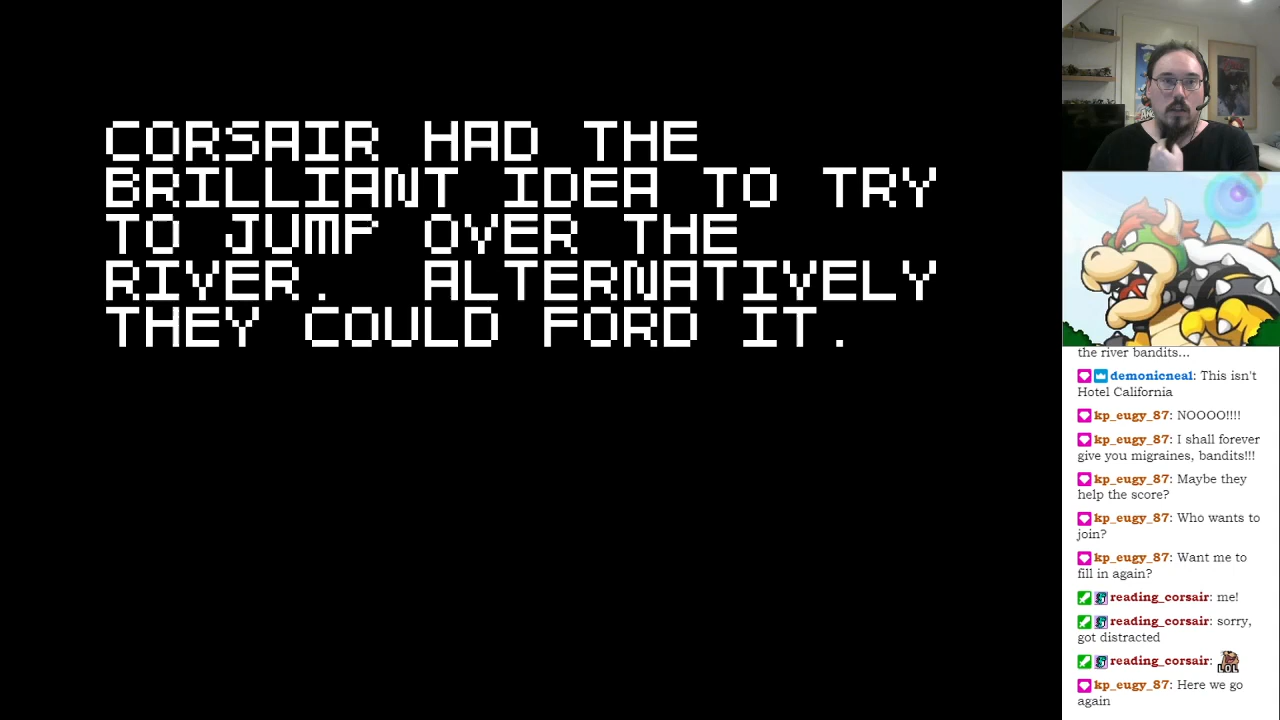 CORSAIR HAD THE
BRILLIANT IDEA TO TRY
TO JUMP OVER THE
RIVER. ALTERNATIVELY
THEY COULD FORD IT.
the river bandits...
demonicneal: This isn't
Hotel California
kp_eugy_87: NOOOO!!!!
kp_eugy_87: I shall forever
give you migraines, bandits!!!
kp_eugy_87: Maybe they
help the score?
kp_eugy_87: Who wants to
join?
kp_eugy_87: Want me to
fill in again?
reading_corsair: me!
reading_corsair: sorry,
got distracted
reading_corsair: LOL
kp_eugy_87: Here we go
again